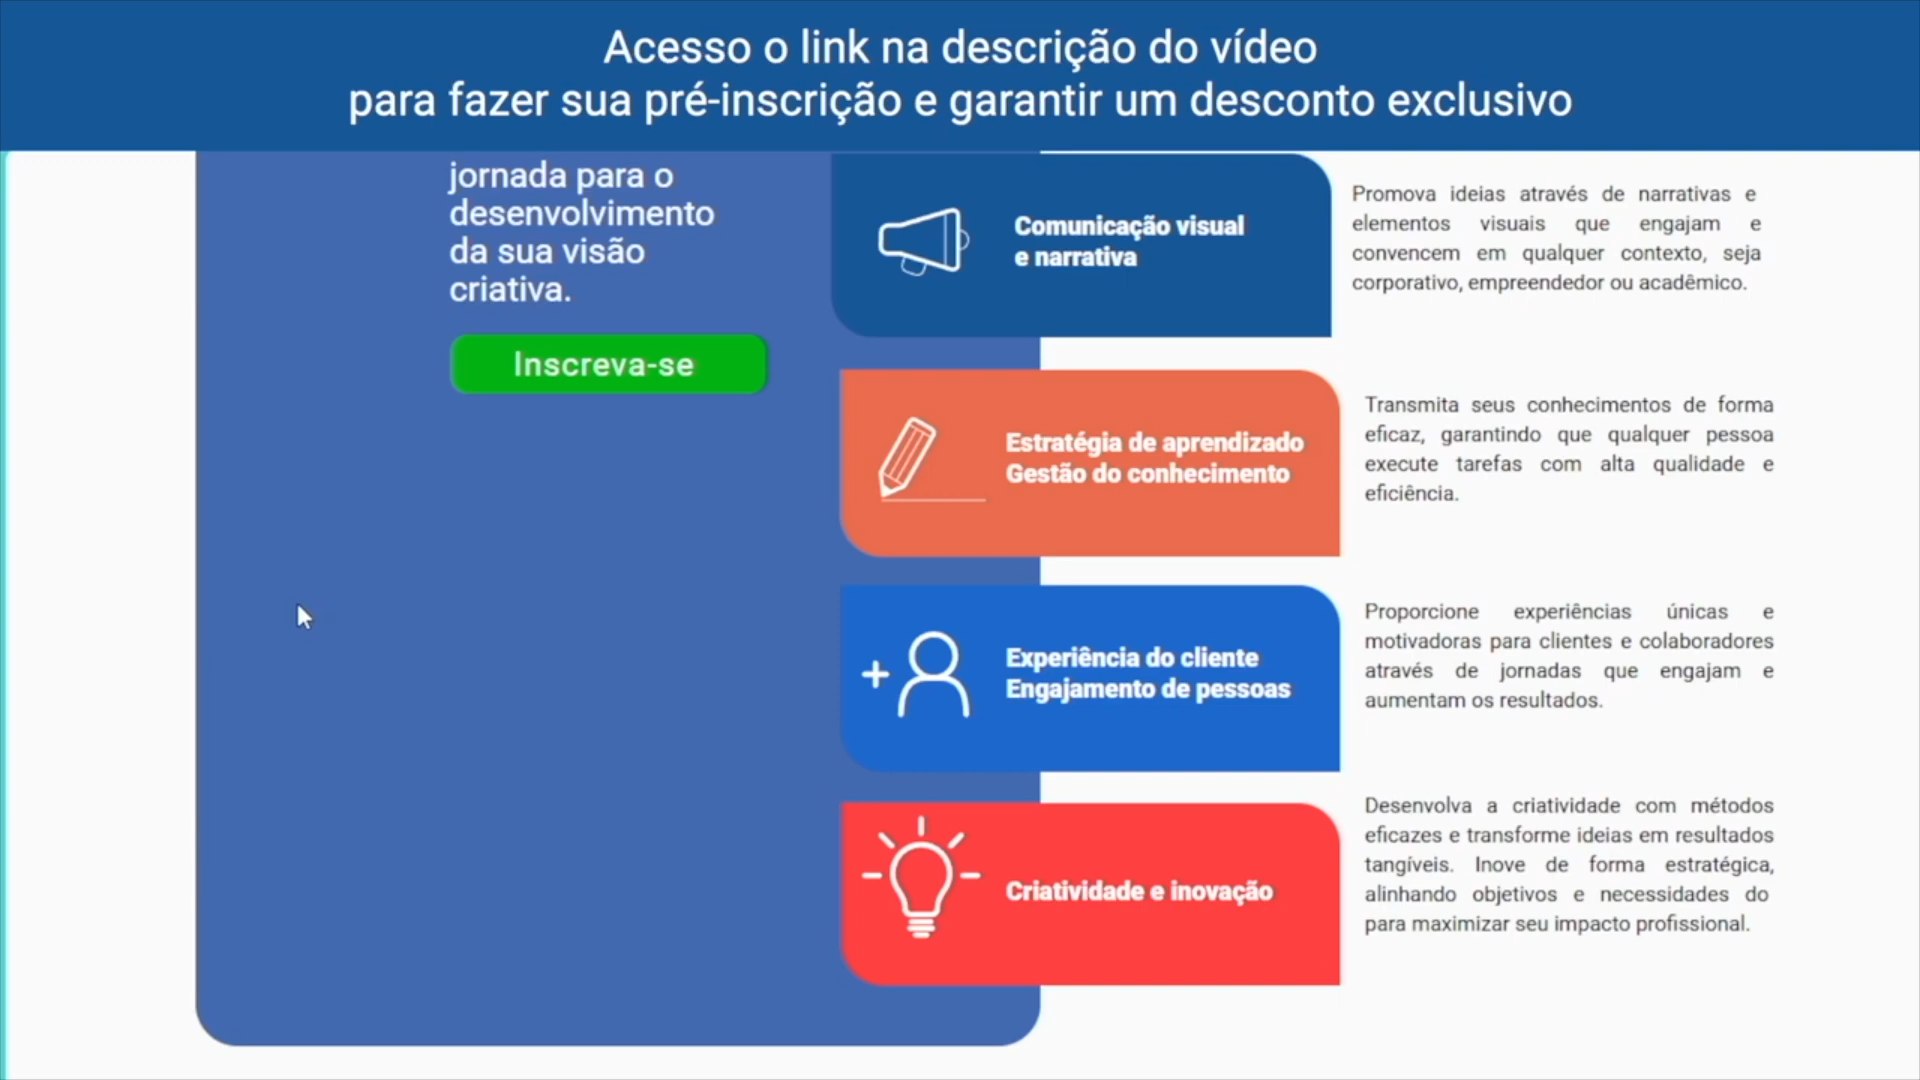 Acesso o link na descrição do vídeo
para fazer sua pré-inscrição e garantir um desconto exclusivo
jornada para o
desenvolvimento
da sua visão
criativa.
Inscreva-se
Comunicação visual
e narrativa
Promova ideias através de narrativas e
elementos visuais que engajam e
convencem em qualquer contexto, seja
corporativo, empreendedor ou acadêmico.
Estratégia de aprendizado
Gestão do conhecimento
Transmita seus conhecimentos de forma
eficaz, garantindo que qualquer pessoa
execute tarefas com alta qualidade e
eficiência.
Experiência do cliente
Engajamento de pessoas
Proporcione experiências únicas e
motivadoras para clientes e colaboradores
através de jornadas que engajam e
aumentam os resultados.
Criatividade e inovação
Desenvolva a criatividade com métodos
eficazes e transforme ideias em resultados
tangíveis. Inove de forma estratégica,
alinhando objetivos e necessidades do
para maximizar seu impacto profissional.